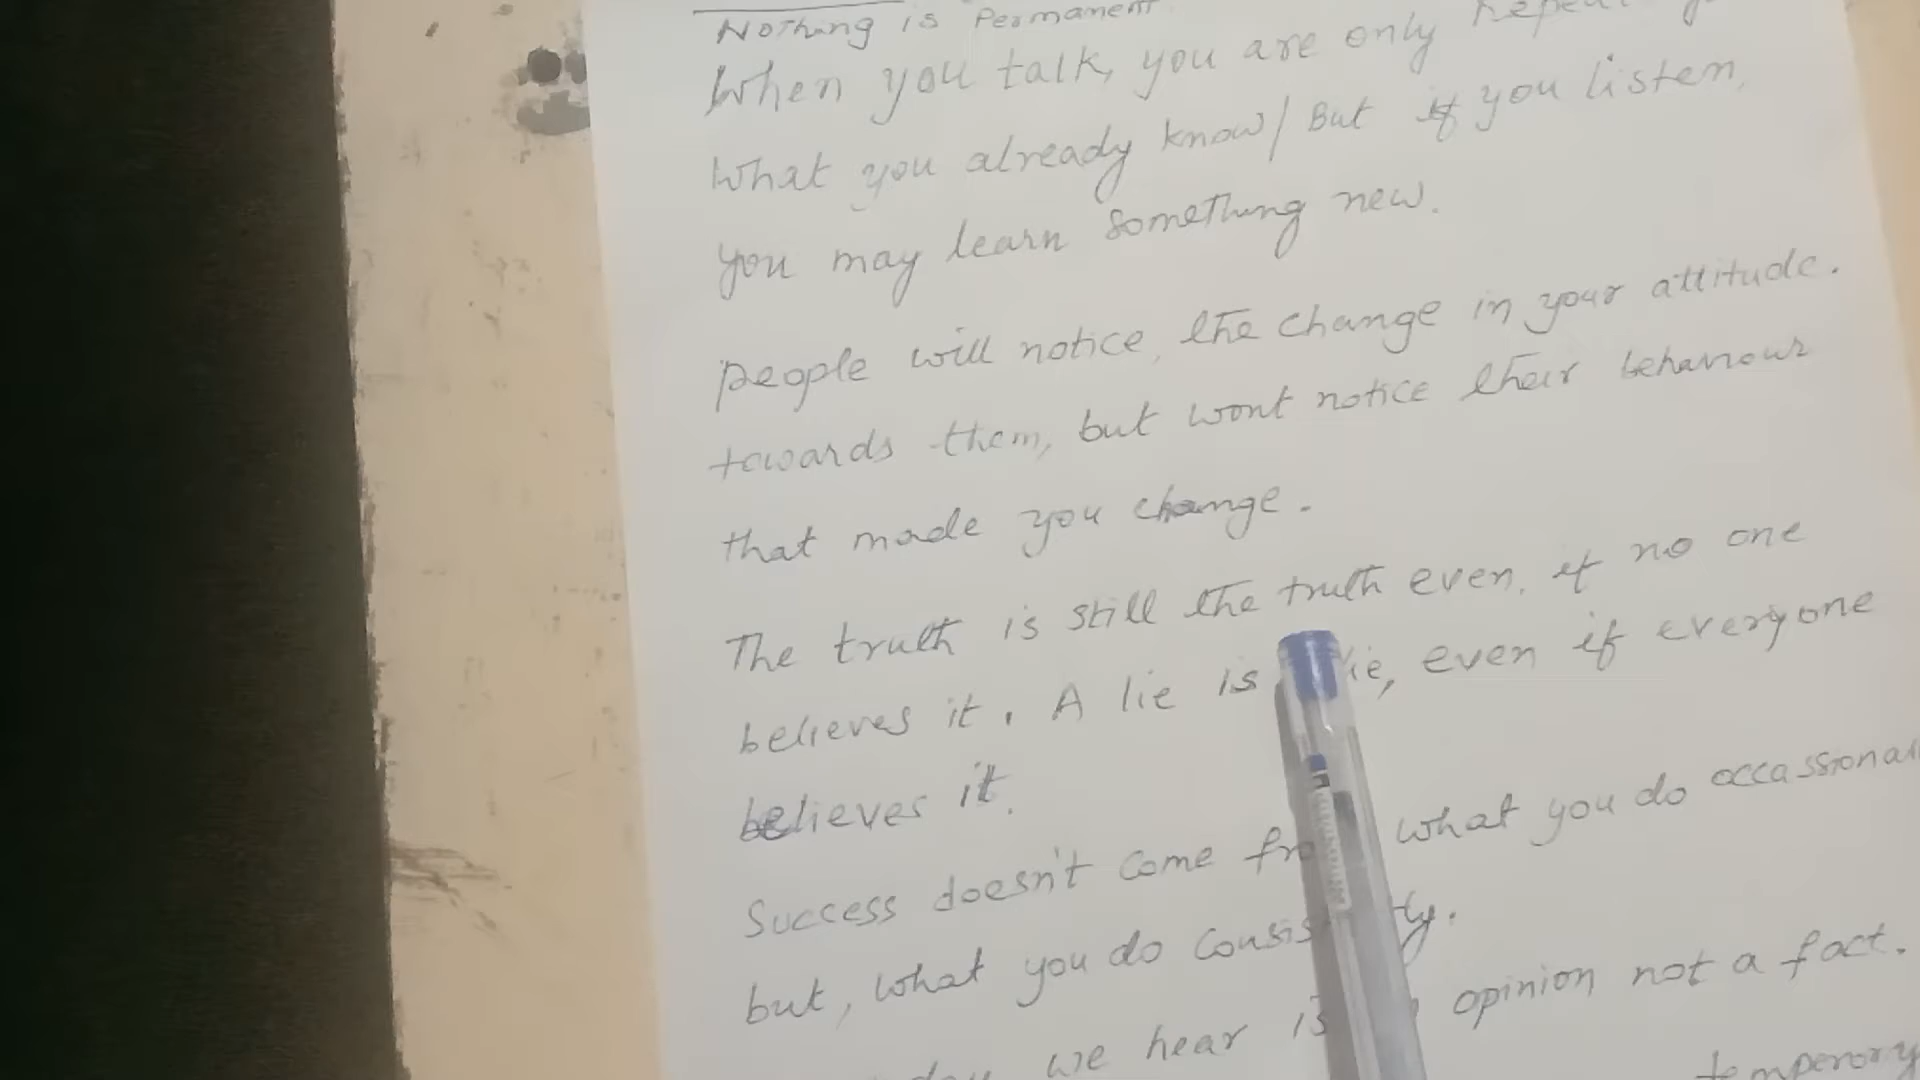 Nothing is Permanent
When you talk, you are only repeat
What you already know/ But if you listen,
you may learn something new.
people will notice, the change in your attitude.
towards them, but wont notice their behaviour
that made you change.
The truth is still the truth even, if no one
believes it. A lie is lie, even if everyone
believes it.
Success doesn't come what you do
but, what you do
we hear is opinion not a fact.
temperory